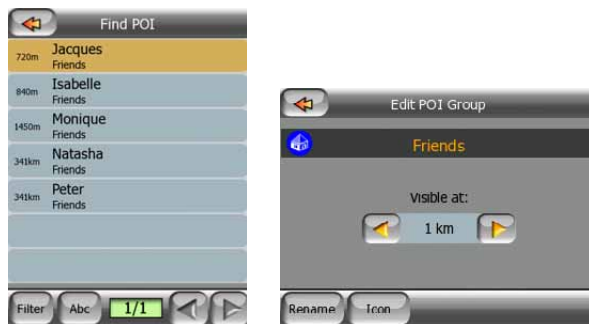 Find POI
720m
Jacques
Friends
840m
Isabelle
Friends
1450m
Monique
Friends
341km
Natasha
Friends
341km
Peter
Friends
Filter
Abc
1/1
Edit POI Group
Friends
Visible at:
1 km
Rename
Icon